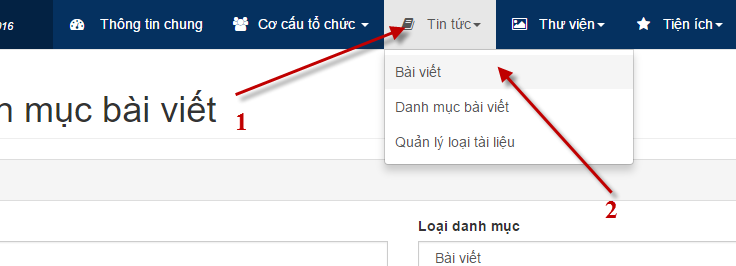 016 Thông tin chung Cơ cấu tổ chức Tin tức Thư viện Tiện ích
Bài viết
Danh mục bài viết
Quản lý loại tài liệu
n mục bài viết
1
2
Loại danh mục
Bài viết